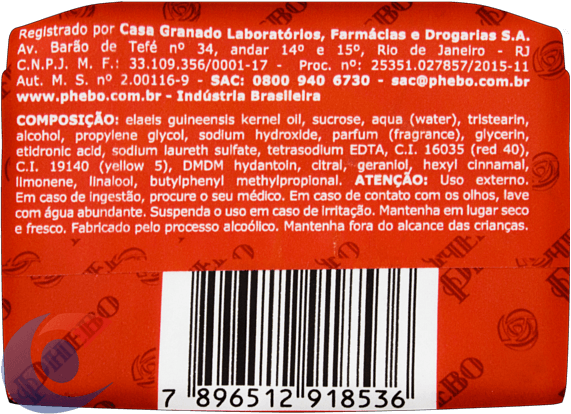 Registrado por Casa Granado Laboratórios, Farmácias e Drogarias S.A.
Av. Barão de Tefé nº 34, andar 14º e 15º, Rio de Janeiro - RJ
C.N.P.J. M. F.: 33.109.356/0001-17 - Proc. nº: 25351.027857/2015-11
Aut. M. S. nº 2.00116-9 - SAC: 0800 940 6730 - sac@phebo.com.br
www.phebo.com.br - Indústria Brasileira
COMPOSIÇÃO: elaeis guineensis kernel oil, sucrose, aqua (water), tristearin,
alcohol, propylene glycol, sodium hydroxide, parfum (fragrance), glycerin,
etidronic acid, sodium laureth sulfate, tetrasodium EDTA, C.I. 16035 (red 40),
C.I. 19140 (yellow 5), DMDM hydantoin, citral, geraniol, hexyl cinnamal,
limonene, linalool, butylphenyl methylpropional. ATENÇÃO: Uso externo.
Em caso de ingestão, procure o seu médico. Em caso de contato com os olhos, lave
com água abundante. Suspenda o uso em caso de irritação. Mantenha em lugar seco
e fresco. Fabricado pelo processo alcoólico. Mantenha fora do alcance das crianças.
PHEBO
PHEBO
7 896512 918536